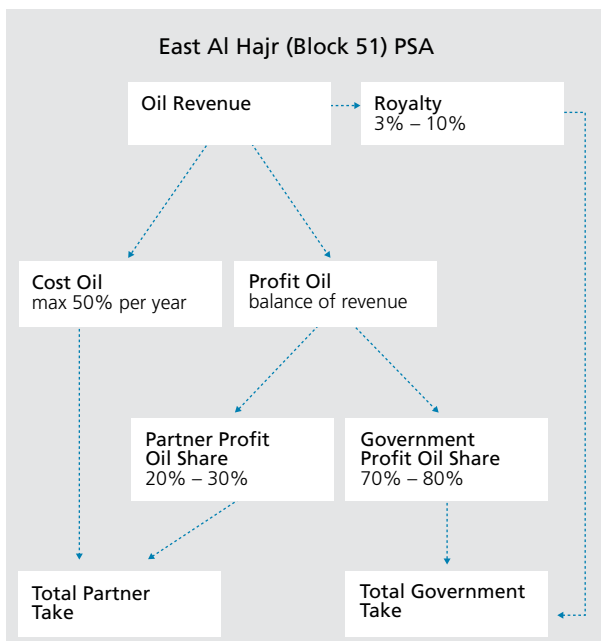 East Al Hajr (Block 51) PSA
Oil Revenue
Royalty
3% – 10%
Cost Oil
max 50% per year
Profit Oil
balance of revenue
Partner Profit
Oil Share
20% – 30%
Government
Profit Oil Share
70% – 80%
Total Partner
Take
Total Government
Take